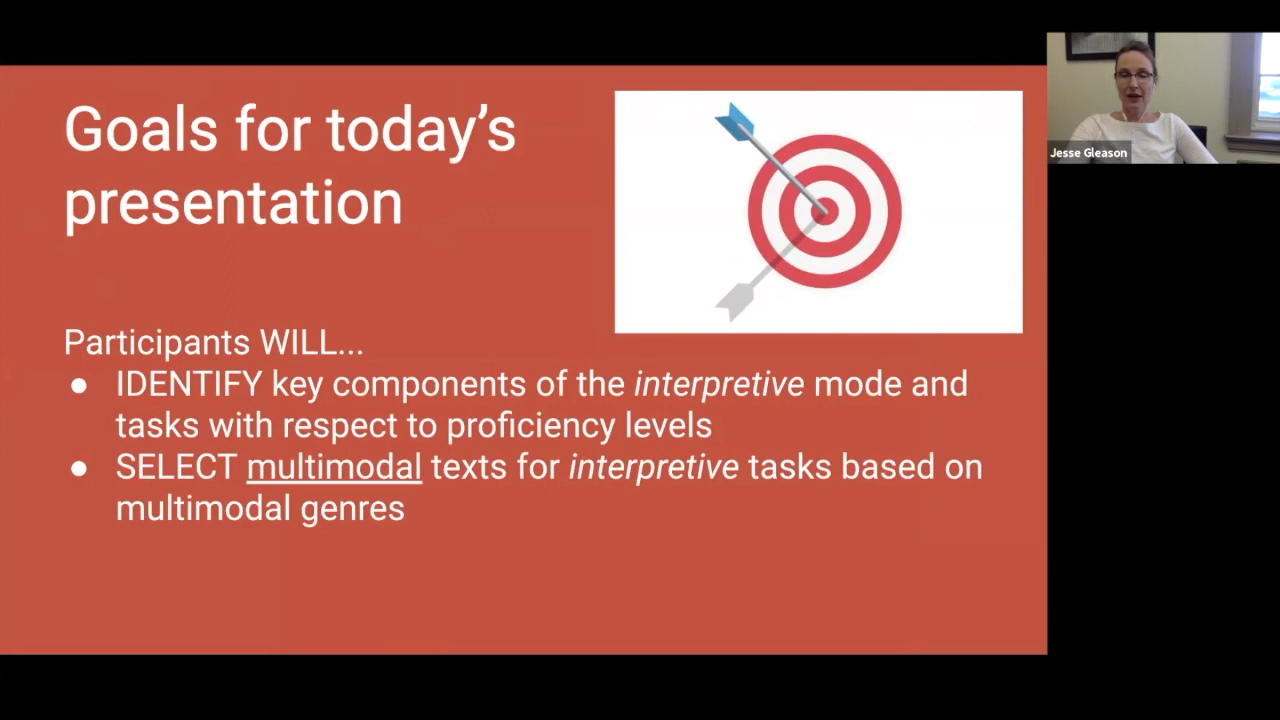 Goals for today's
presentation
Participants WILL...
● IDENTIFY key components of the interpretive mode and
tasks with respect to proficiency levels
● SELECT multimodal texts for interpretive tasks based on
multimodal genres
Jesse Gleason